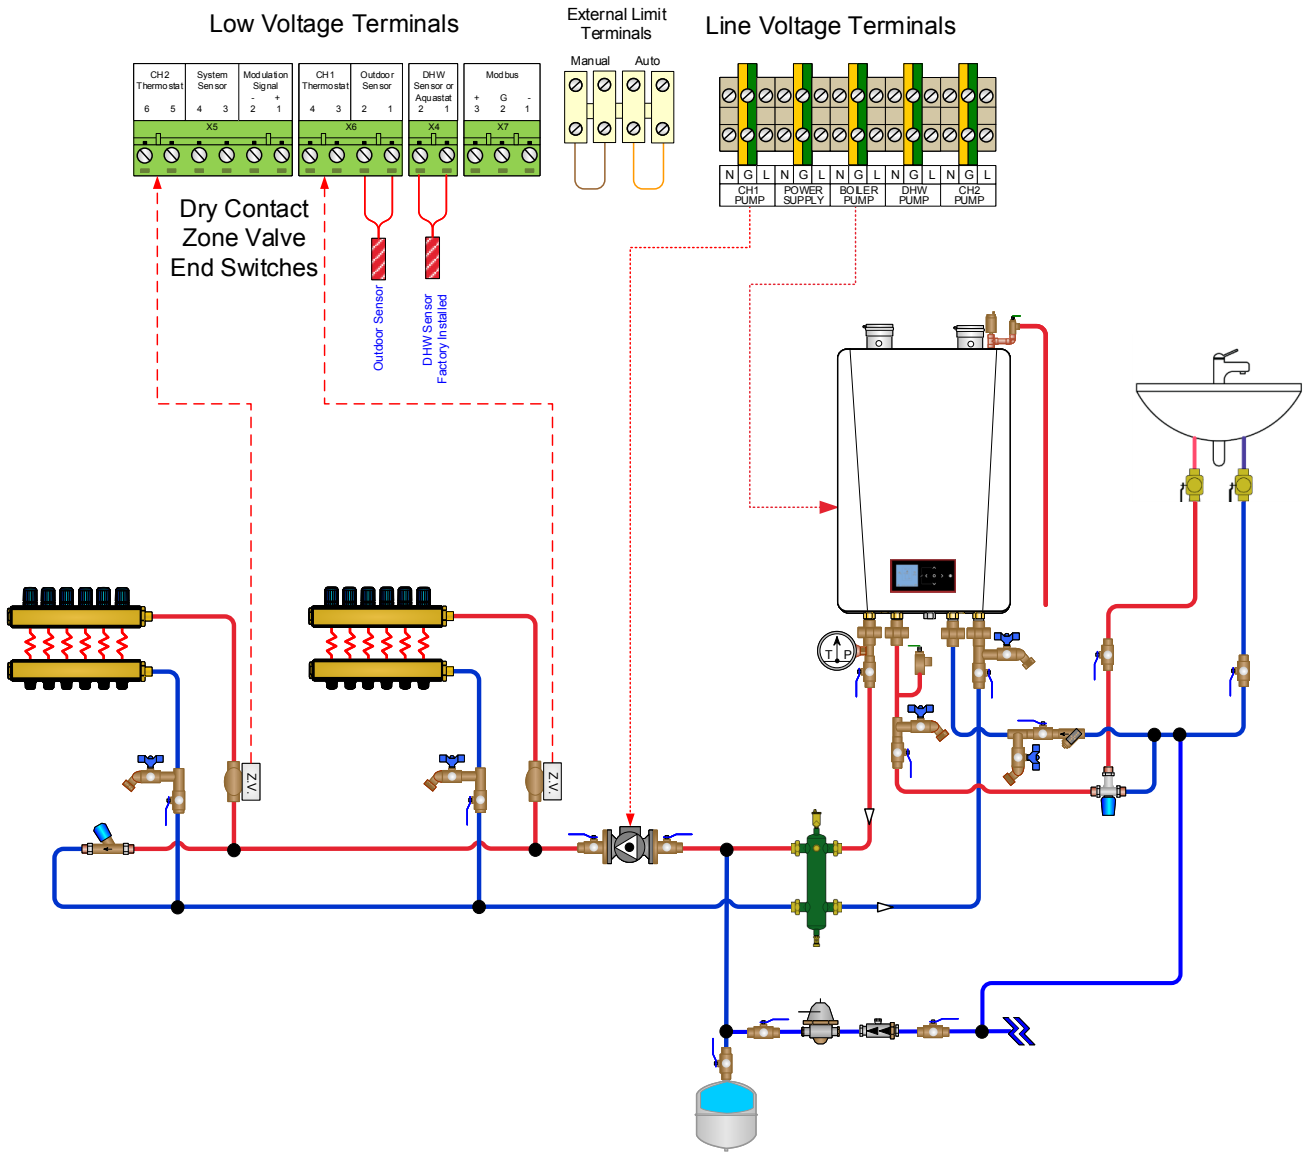 Low Voltage Terminals
External Limit
Terminals
Line Voltage Terminals
Manual
Auto
CH2
Thermostat
6 5
System
Sensor
4 3
Modulation
Signal
- +
2 1
CH1
Thermostat
4 3
Outdoor
Sensor
2 1
DHW
Sensor or
Aquastat
2 1
Modbus
+ G -
3 2 1
X5
X6
X4
X7
N G L N G L N G L N G L N G L
CH1
PUMP
POWER
SUPPLY
BOILER
PUMP
DHW
PUMP
CH2
PUMP
Dry Contact
Zone Valve
End Switches
Outdoor Sensor
DHW Sensor
Factory Installed
T P
Z.V.
Z.V.